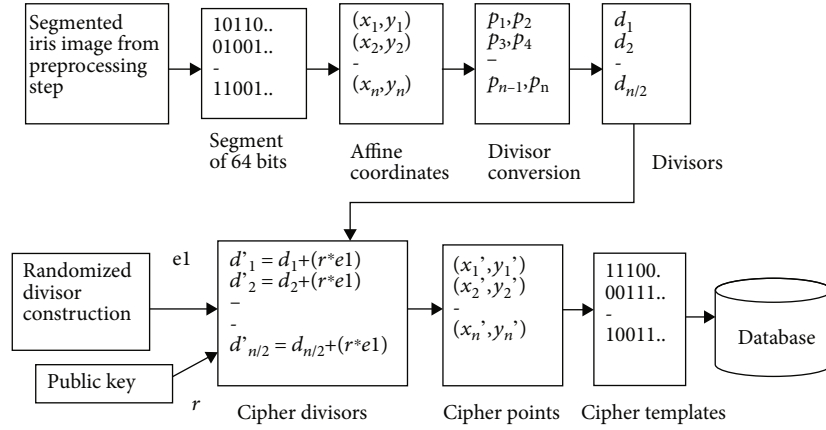 Segmented
iris image from
preprocessing
step
10110..
01001..
-
11001..
Segment
of 64 bits
(x₁,y₁)
(x₂,y₂)
-
(xₙ,yₙ)
Affine
coordinates
p₁,p₂
p₃,p₄
–
pₙ₋₁,pₙ
Divisor
conversion
d₁
d₂
-
d_{n/2}
Divisors
Randomized
divisor
construction
e1
Public key
r
d’₁ = d₁+(r*e1)
d’₂ = d₂+(r*e1)
–
-
d’_{n/2} = d_{n/2}+(r*e1)
Cipher divisors
(x₁’,y₁’)
(x₂’,y₂’)
-
(xₙ’,yₙ’)
Cipher points
11100.
00111..
-
10011..
Cipher templates
Database